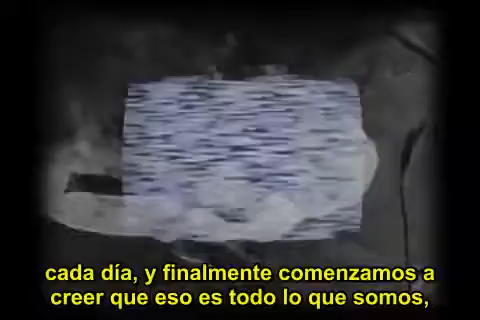 cada día, y finalmente comenzamos a
creer que eso es todo lo que somos,